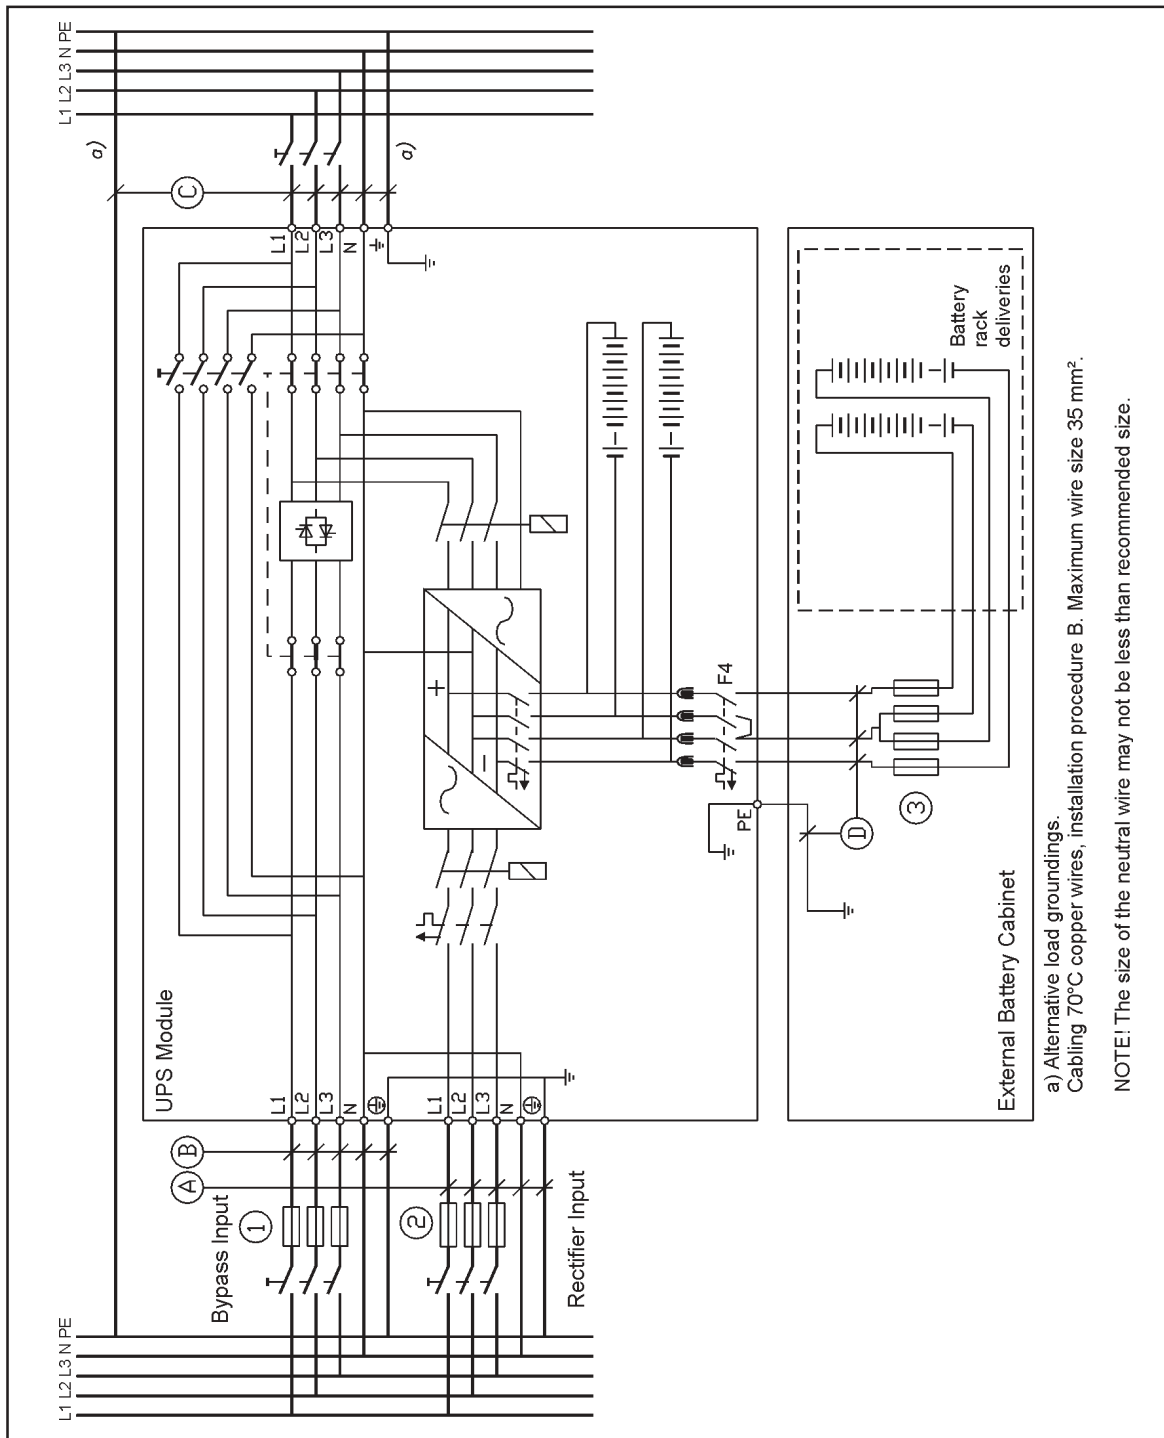 L1 L2 L3 N PE
L1 L2 L3 N PE
a)
a)
C
L1
L2
L3
N
UPS Module
L1
L2
L3
N
L1
L2
L3
N
B
A
Bypass Input
1
2
Rectifier Input
+
−
F4
PE
D
3
Battery
rack
deliveries
External Battery Cabinet
a) Alternative load groundings.
Cabling 70°C copper wires, installation procedure B. Maximum wire size 35 mm².
NOTE! The size of the neutral wire may not be less than recommended size.